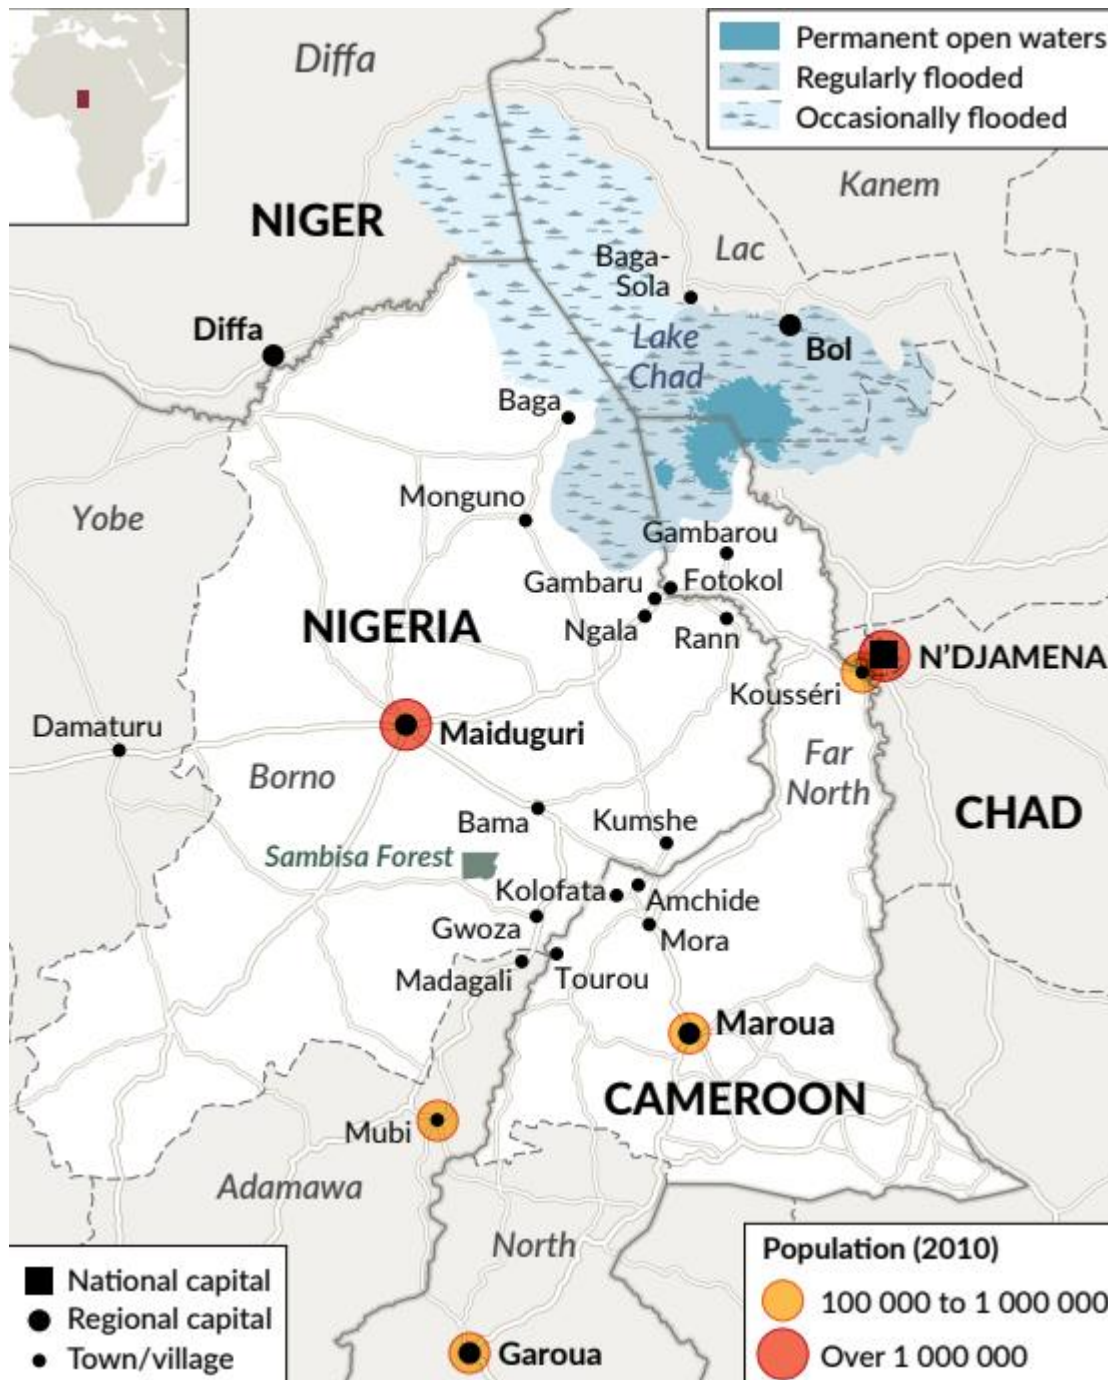 Diffa
Permanent open waters
Regularly flooded
Occasionally flooded
Kanem
NIGER
Lac
Baga-
Sola
Diffa
Lake
Chad
Bol
Baga
Yobe
Monguno
Gambarou
Gambaru
Fotokol
NIGERIA
Ngala
Rann
N'DJAMENA
Kousséri
Damaturu
Maiduguri
Far
North
Borno
CHAD
Bama
Kumshe
Sambisa Forest
Kolofata
Amchide
Gwoza
Mora
Madagali
Tourou
Maroua
CAMEROON
Mubi
Adamawa
North
Population (2010)
100 000 to 1 000 000
Over 1 000 000
National capital
Regional capital
Town/village
Garoua